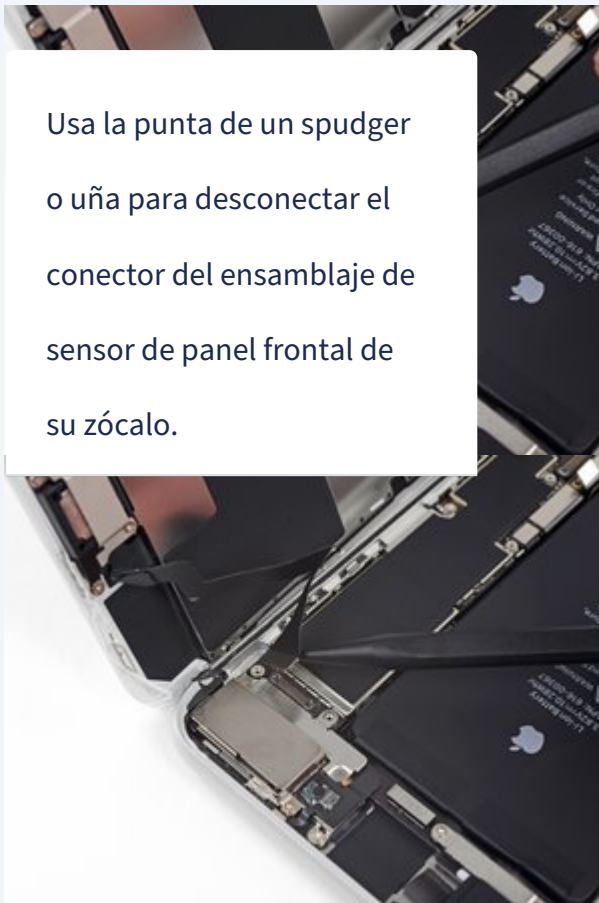 Usa la punta de un spudger
o uña para desconectar el
conector del ensamblaje de
sensor de panel frontal de
su zócalo.